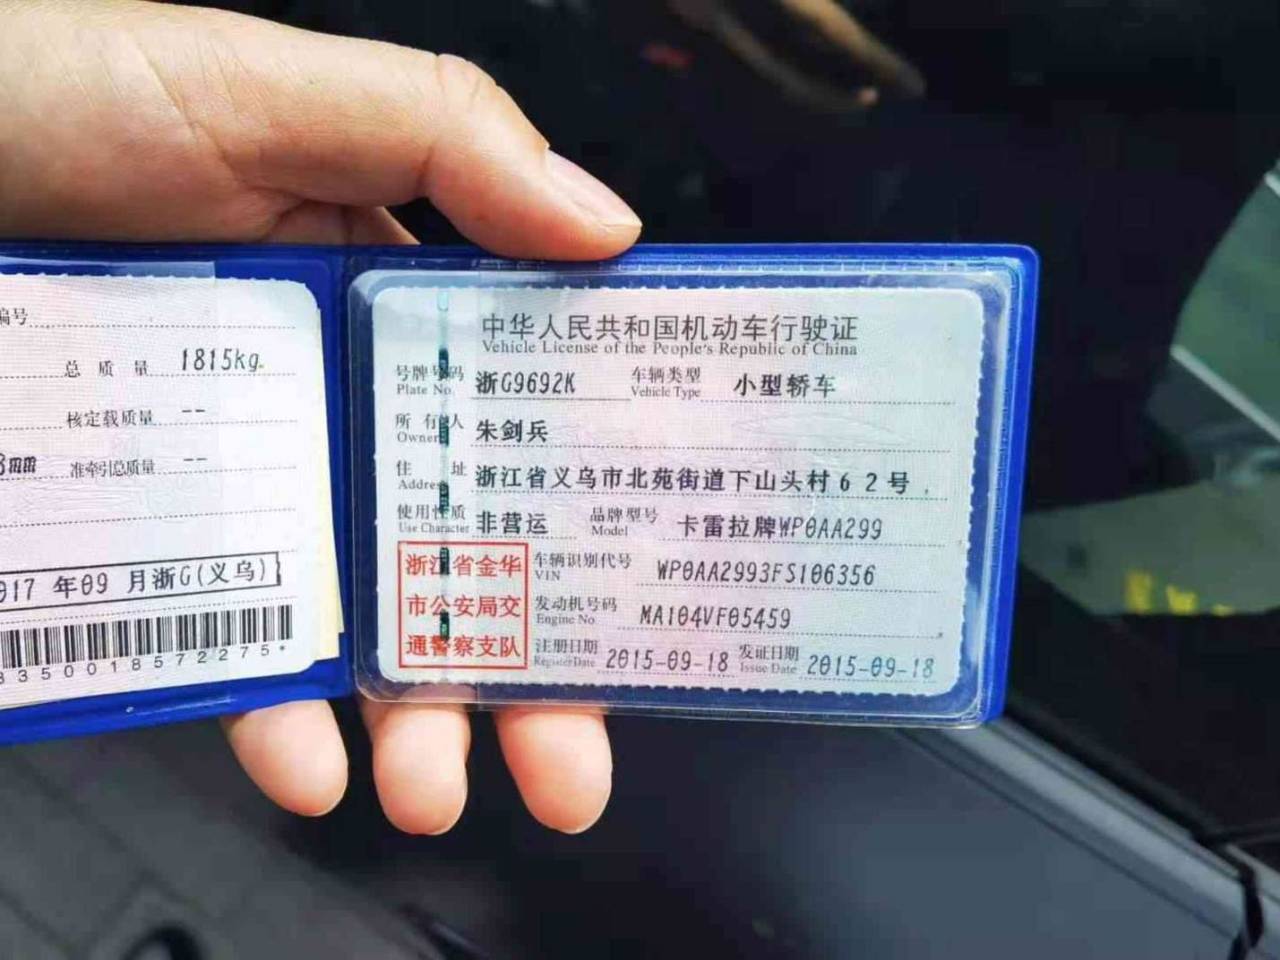 编号
总 质 量 1815kg
核定载质量 --
8mm 准牵引总质量 --
017 年09 月浙G(义乌)
3350018572275*
中华人民共和国机动车行驶证
Vehicle License of the People's Republic of China
号牌号码 浙G9692K 车辆类型 小型轿车
Plate No. Vehicle Type
所 有 人 朱剑兵
Owner
住 址 浙江省义乌市北苑街道下山头村62号
Address
使用性质 非营运 品牌型号 卡雷拉牌WP0AA299
Use Character Model
浙江省金华 车辆识别代号 WP0AA2993FS106356
VIN
市公安局交 发动机号码 MA104VF05459
Engine No.
通警察支队 注册日期 2015-09-18 发证日期 2015-09-18
Register Date Issue Date